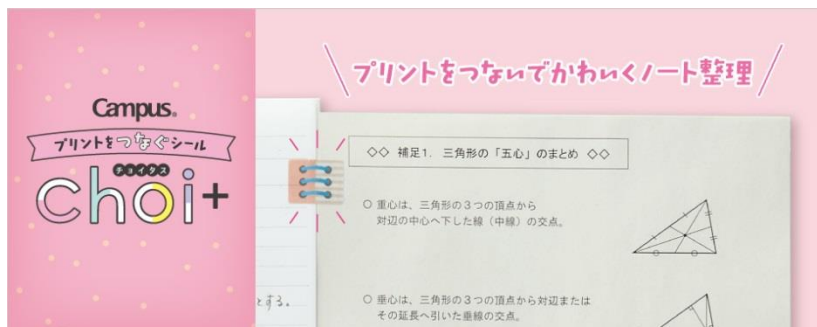 Campus®
プリントをつなぐシール
チョイタス
choi+
プリントをつないでかわいくノート整理
◇◇ 補足1. 三角形の「五心」のまとめ ◇◇
○ 重心は、三角形の3つの頂点から
対辺の中心へ下した線（中線）の交点。
とする。
○ 垂心は、三角形の3つの頂点から対辺または
その延長へ引いた垂線の交点。